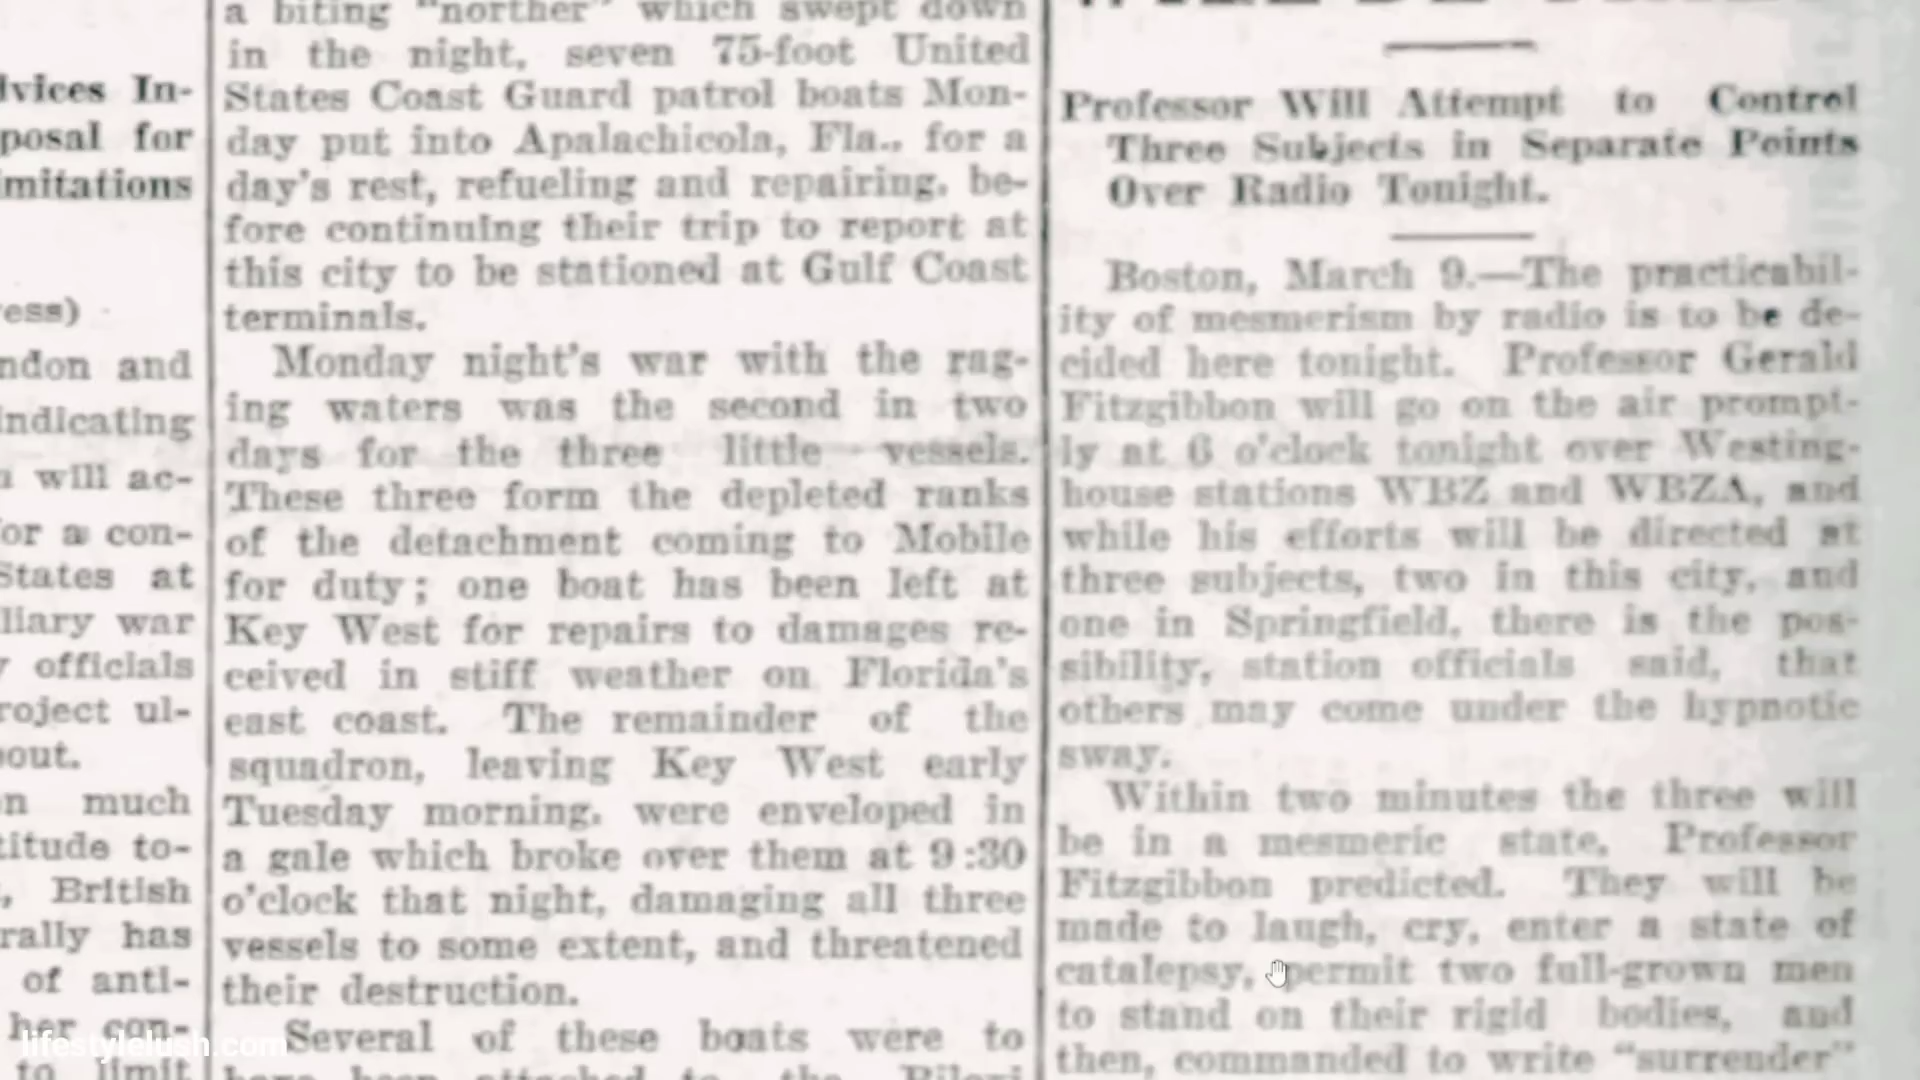 dvices In-
posal for
imitations
ress)
ndon and
indicating
will ac-
for a con-
States at
liary war
officials
roject ul-
bout.
n much
titude to-
, British
rally has
of anti-
her con-
to limit
a biting "norther" which swept down
in the night, seven 75-foot United
States Coast Guard patrol boats Mon-
day put into Apalachicola, Fla., for a
day's rest, refueling and repairing, be-
fore continuing their trip to report at
this city to be stationed at Gulf Coast
terminals.
Monday night's war with the rag-
ing waters was the second in two
days for the three little vessels.
These three form the depleted ranks
of the detachment coming to Mobile
for duty; one boat has been left at
Key West for repairs to damages re-
ceived in stiff weather on Florida's
east coast. The remainder of the
squadron, leaving Key West early
Tuesday morning, were enveloped in
a gale which broke over them at 9:30
o'clock that night, damaging all three
vessels to some extent, and threatened
their destruction.
Several of these boats were to
have been attached to the Biloxi
Professor Will Attempt to Control
Three Subjects in Separate Points
Over Radio Tonight.
Boston, March 9.—The practicabil-
ity of mesmerism by radio is to be de-
cided here tonight. Professor Gerald
Fitzgibbon will go on the air prompt-
ly at 6 o'clock tonight over Westing-
house stations WBZ and WBZA, and
while his efforts will be directed at
three subjects, two in this city, and
one in Springfield, there is the pos-
sibility, station officials said, that
others may come under the hypnotic
sway.
Within two minutes the three will
be in a mesmeric state, Professor
Fitzgibbon predicted. They will be
made to laugh, cry, enter a state of
catalepsy, permit two full-grown men
to stand on their rigid bodies, and
then, commanded to write "surrender"
lifestylelush.com